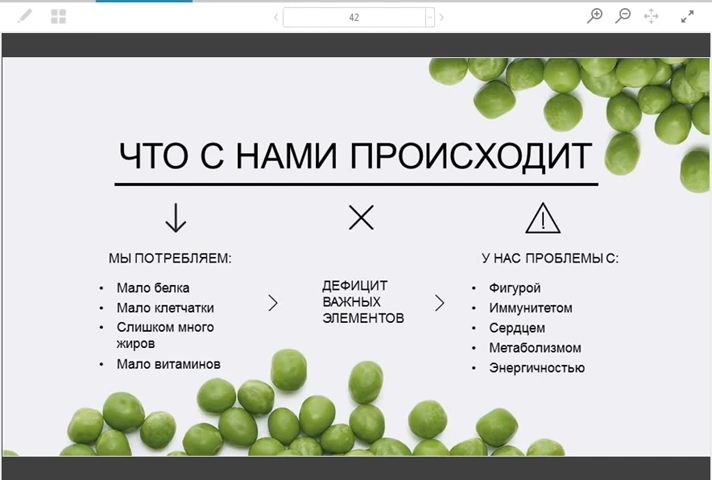 42
ЧТО С НАМИ ПРОИСХОДИТ
МЫ ПОТРЕБЛЯЕМ:
• Мало белка
• Мало клетчатки
• Слишком много
жиров
• Мало витаминов
ДЕФИЦИТ
ВАЖНЫХ
ЭЛЕМЕНТОВ
У НАС ПРОБЛЕМЫ С:
• Фигурой
• Иммунитетом
• Сердцем
• Метаболизмом
• Энергичностью